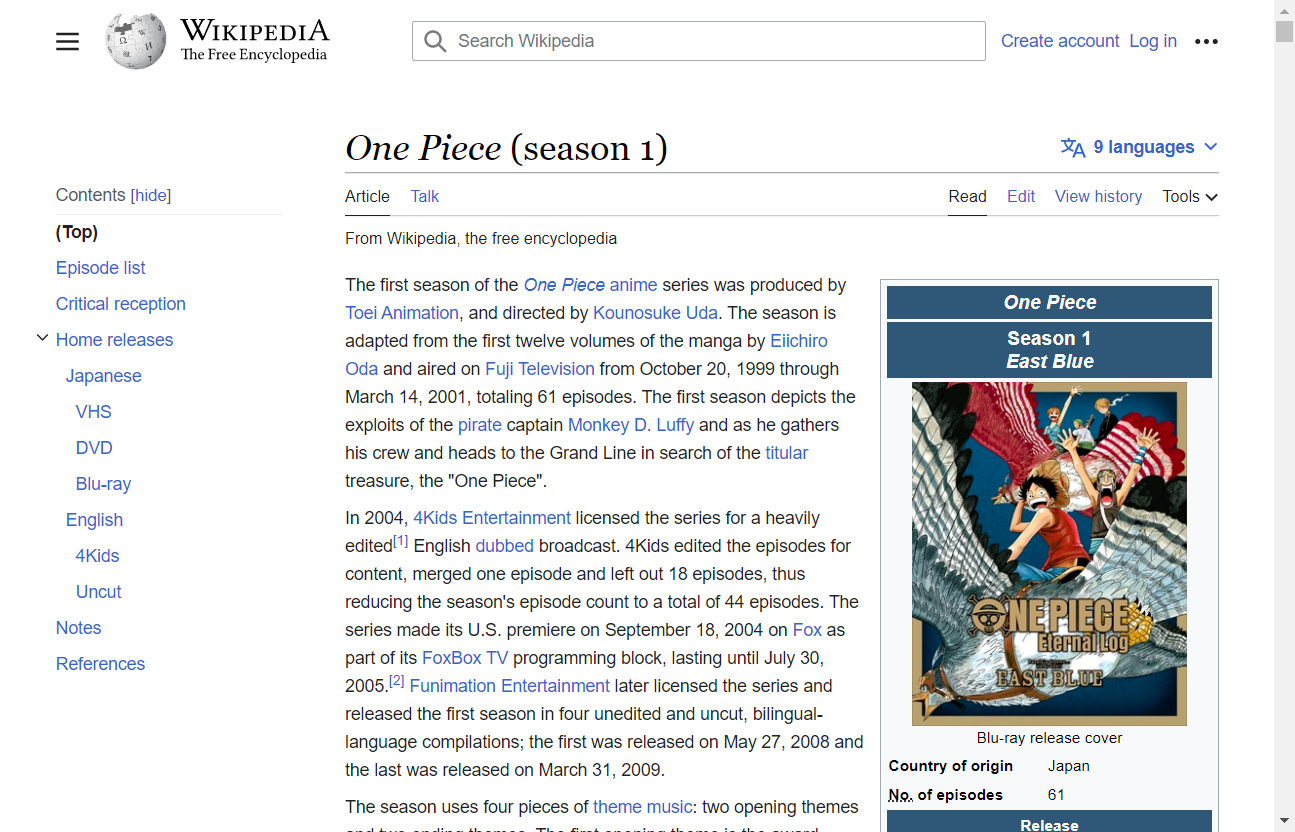 WIKIPEDIA
The Free Encyclopedia
Search Wikipedia
Create account Log in
One Piece (season 1)
9 languages
Article Talk
Read Edit View history Tools
From Wikipedia, the free encyclopedia
Contents [hide]
(Top)
Episode list
Critical reception
Home releases
Japanese
VHS
DVD
Blu-ray
English
4Kids
Uncut
Notes
References
The first season of the One Piece anime series was produced by
Toei Animation, and directed by Kounosuke Uda. The season is
adapted from the first twelve volumes of the manga by Eiichiro
Oda and aired on Fuji Television from October 20, 1999 through
March 14, 2001, totaling 61 episodes. The first season depicts the
exploits of the pirate captain Monkey D. Luffy and as he gathers
his crew and heads to the Grand Line in search of the titular
treasure, the "One Piece".
In 2004, 4Kids Entertainment licensed the series for a heavily
edited[1] English dubbed broadcast. 4Kids edited the episodes for
content, merged one episode and left out 18 episodes, thus
reducing the season's episode count to a total of 44 episodes. The
series made its U.S. premiere on September 18, 2004 on Fox as
part of its FoxBox TV programming block, lasting until July 30,
2005.[2] Funimation Entertainment later licensed the series and
released the first season in four unedited and uncut, bilingual-
language compilations; the first was released on May 27, 2008 and
the last was released on March 31, 2009.
The season uses four pieces of theme music: two opening themes
and two ending themes. The first opening theme is the award
One Piece
Season 1
East Blue
ONE PIECE
Eternal Log
EAST BLUE
Blu-ray release cover
Country of origin Japan
No. of episodes 61
Release